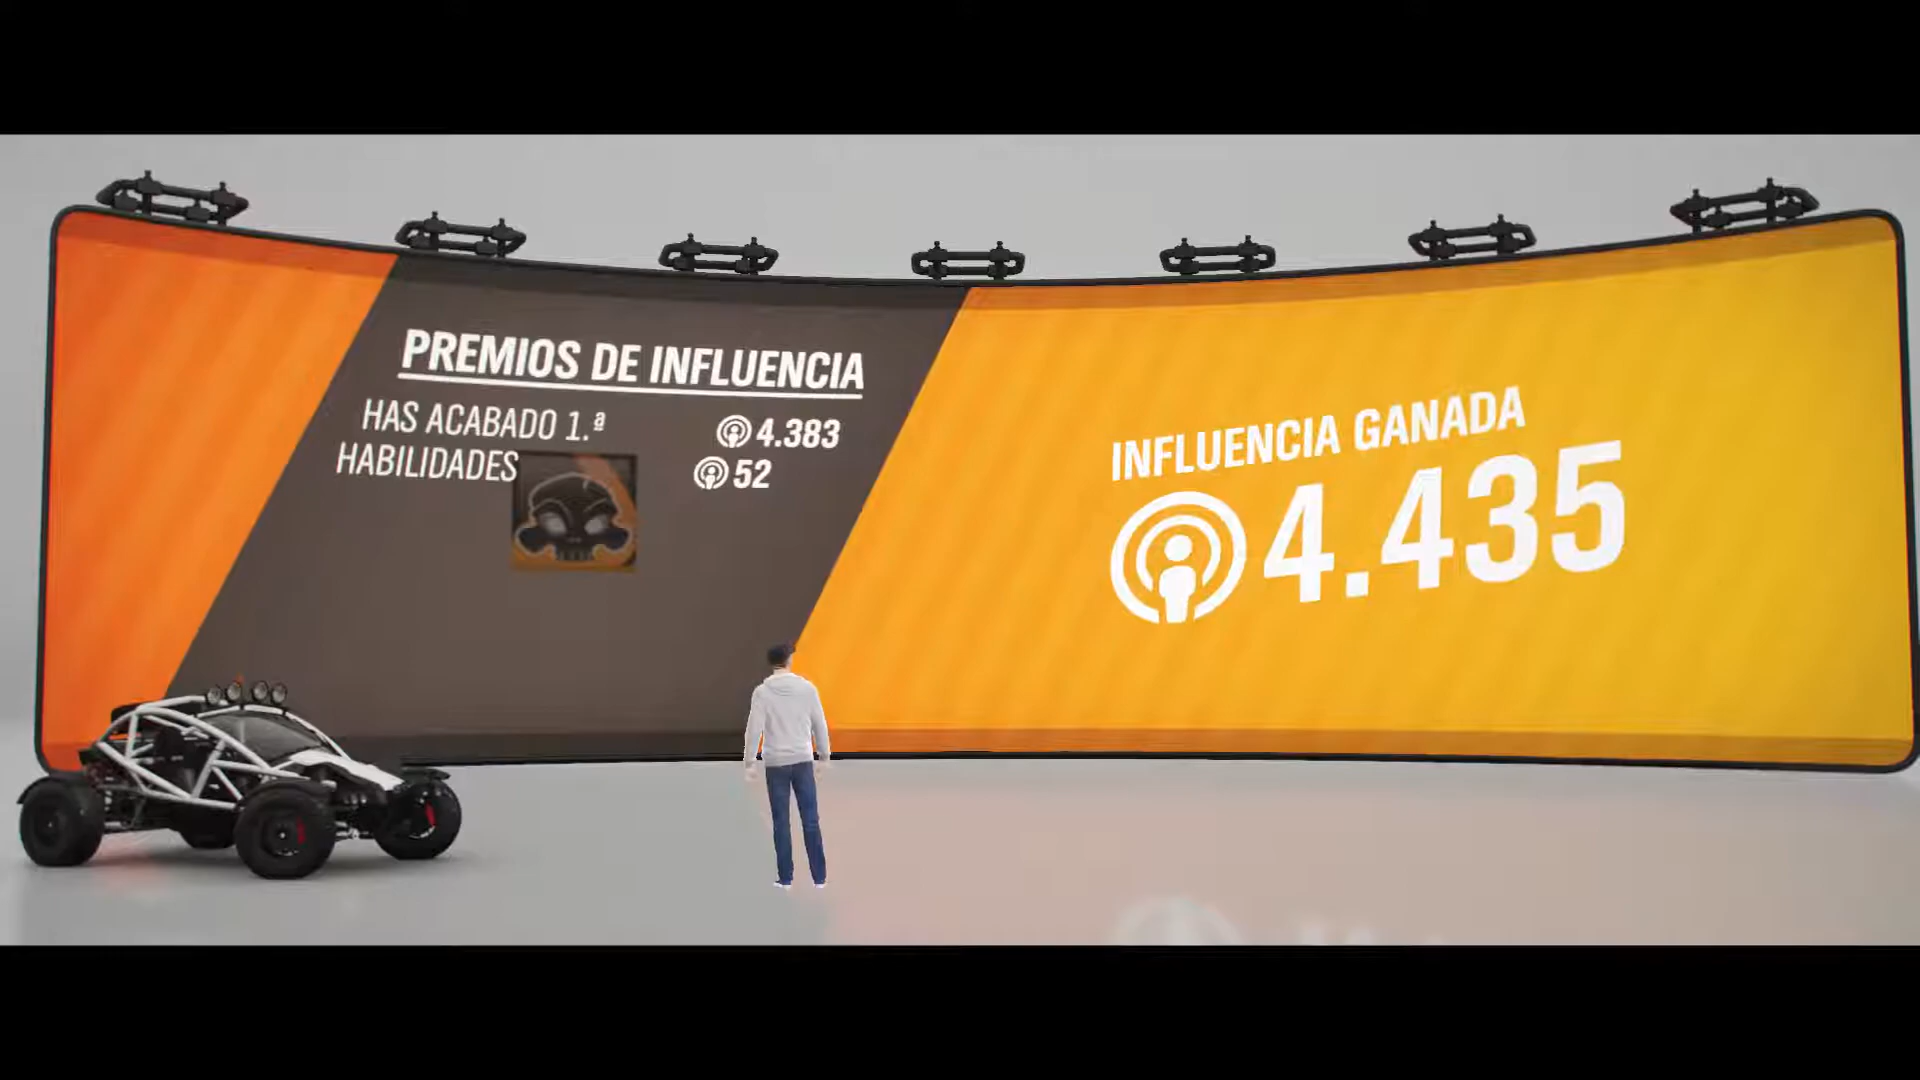 PREMIOS DE INFLUENCIA
HAS ACABADO 1.ª 4.383
HABILIDADES 52
INFLUENCIA GANADA
4.435